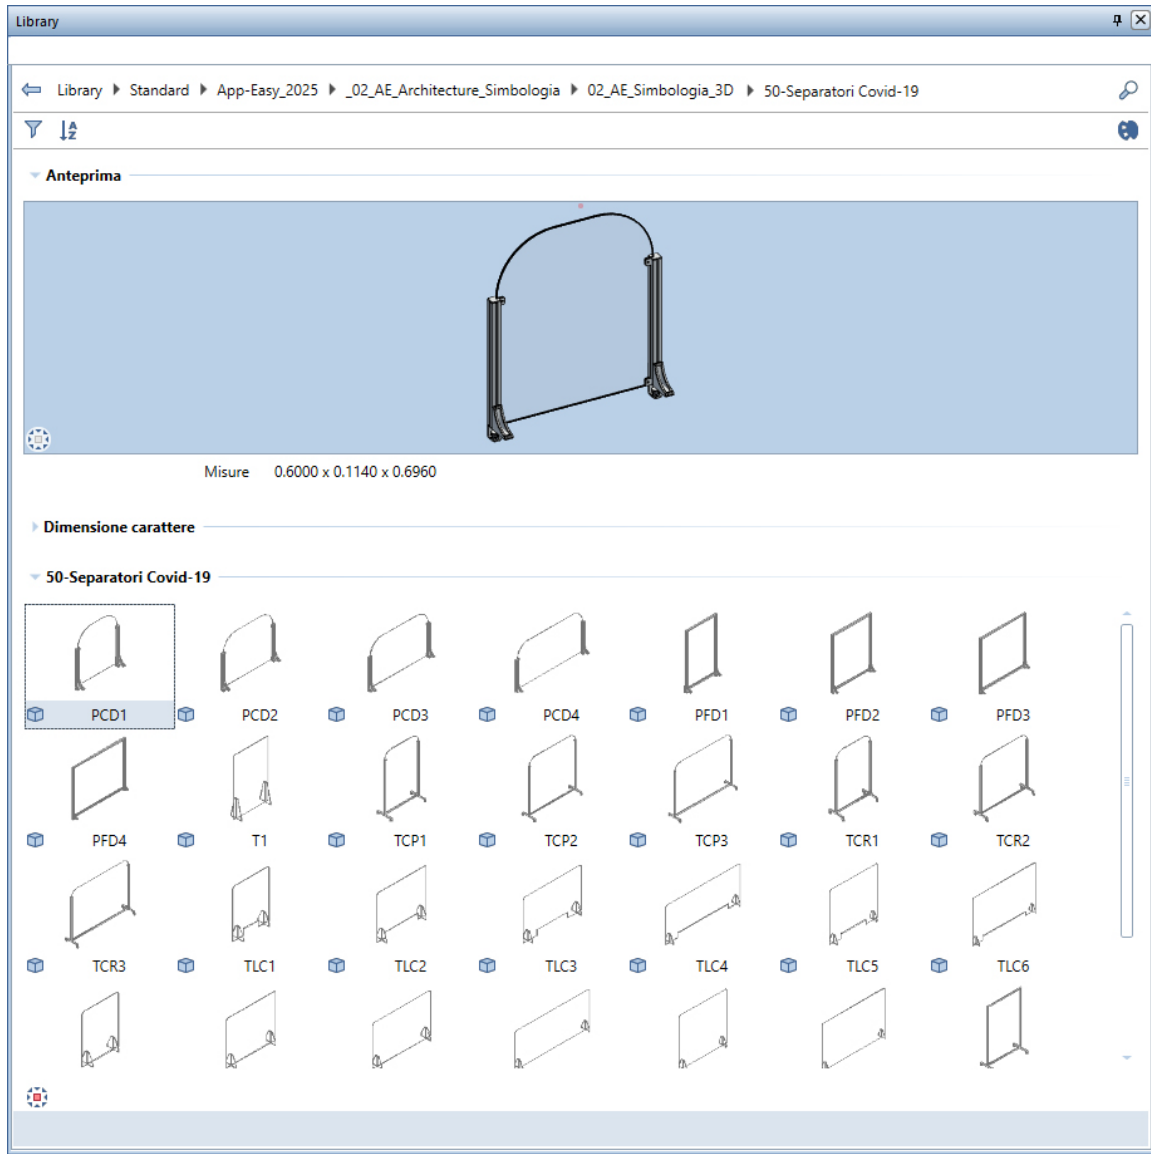 Library
Library Standard App-Easy_2025 _02_AE_Architecture_Simbologia 02_AE_Simbologia_3D 50-Separatori Covid-19
Anteprima
Misure 0.6000 x 0.1140 x 0.6960
Dimensione carattere
50-Separatori Covid-19
PCD1 PCD2 PCD3 PCD4 PFD1 PFD2 PFD3
PFD4 T1 TCP1 TCP2 TCP3 TCR1 TCR2
TCR3 TLC1 TLC2 TLC3 TLC4 TLC5 TLC6